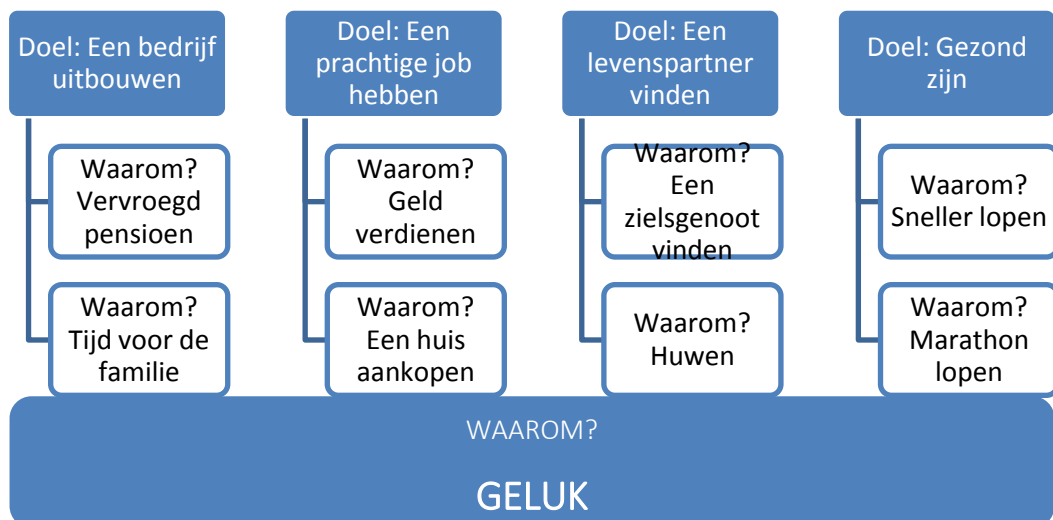 Doel: Een bedrijf
uitbouwen
Waarom?
Vervroegd
pensioen
Waarom?
Tijd voor de
familie
Doel: Een
prachtige job
hebben
Waarom?
Geld
verdienen
Waarom?
Een huis
aankopen
Doel: Een
levenspartner
vinden
Waarom?
Een
zielsgenoot
vinden
Waarom?
Huwen
Doel: Gezond
zijn
Waarom?
Sneller lopen
Waarom?
Marathon
lopen
WAAROM?
GELUK